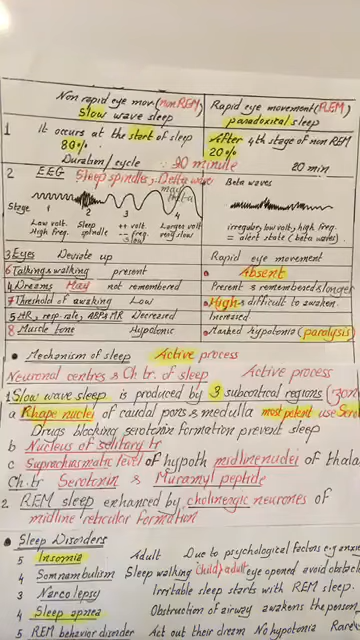 Non rapid eye mov (non REM)
Slow wave sleep
Rapid eye movement (REM)
paradoxical sleep
1
It occurs at the start of sleep
80%
After 4th stage of non REM
20%
Duration/cycle : 90 minute
20 min
2 EEG Sleep spindles, Delta wave
may
Beta waves
Stage 1 2 3 4
Low volt. High freq.
Sleep spindle
++ volt. freq. slow
Larger volt very slow
irregular, low volt, high freq.
= alert state (beta waves).
3 Eyes Deviate up
Rapid eye movement
6 Talking & walking present
Absent
4 Dreams May not remembered
Present & remembered & longer
7 Threshold of awaking Low
High = difficult to awaken.
5 HR, resp. rate, ABP & MR Decreased
Increased
8 Muscle tone Hypotonic
Marked hypotonia (paralysis)
• Mechanism of sleep Active process
Neuronal centres & Ch. tr. of sleep Active process
1 Slow wave sleep is produced by 3 subcortical regions
a Rhape nuclei of caudal pons & medulla most potent use
Drugs blocking serotonin formation prevent sleep
b Nucleus of solitary tr
c Suprachiasmatic level of hypoth midline nuclei of
Ch. tr Serotonin & Muramyl peptide
2. REM sleep enhanced by cholinergic neurones of
midline reticular formation
• Sleep Disorders
5 Insomia Adult Due to psychological factors eg
4 Somnambulism Sleep walking child > adult eye opened avoid
3 Narcolepsy Irritable sleep starts with REM sleep.
4 Sleep apnea Obstruction of airway awakens the person
5 REM behavior disorder Act out their dream No hypotonia Rare